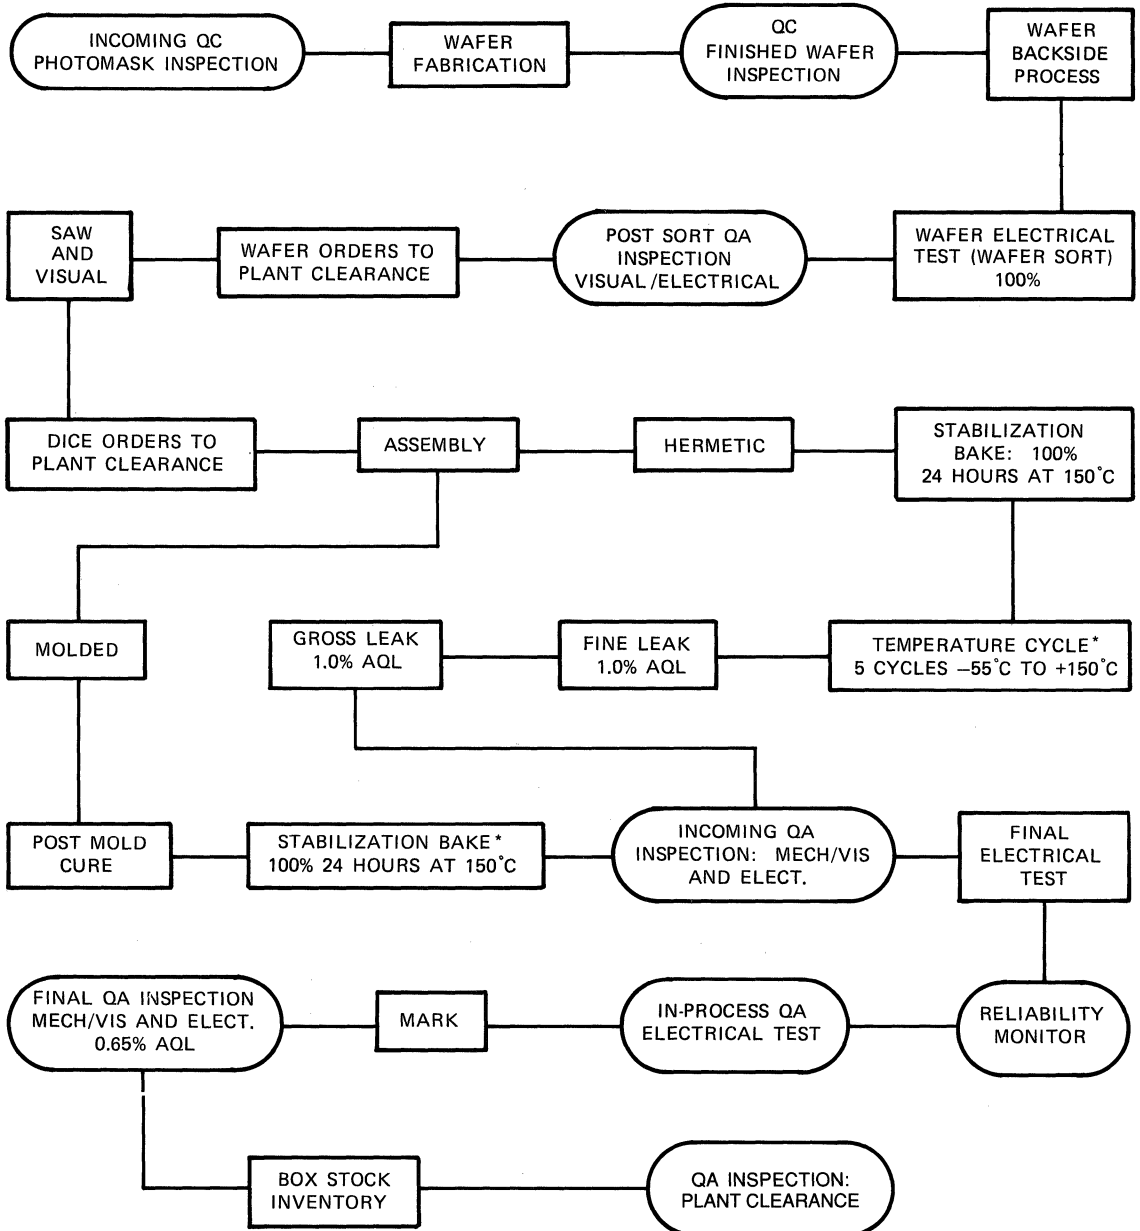 INCOMING QC
PHOTOMASK INSPECTION
WAFER
FABRICATION
QC
FINISHED WAFER
INSPECTION
WAFER
BACKSIDE
PROCESS
SAW
AND
VISUAL
WAFER ORDERS TO
PLANT CLEARANCE
POST SORT QA
INSPECTION
VISUAL/ELECTRICAL
WAFER ELECTRICAL
TEST (WAFER SORT)
100%
DICE ORDERS TO
PLANT CLEARANCE
ASSEMBLY
HERMETIC
STABILIZATION
BAKE: 100%
24 HOURS AT 150°C
MOLDED
GROSS LEAK
1.0% AQL
FINE LEAK
1.0% AQL
TEMPERATURE CYCLE*
5 CYCLES –55°C TO +150°C
POST MOLD
CURE
STABILIZATION BAKE*
100% 24 HOURS AT 150°C
INCOMING QA
INSPECTION: MECH/VIS
AND ELECT.
FINAL
ELECTRICAL
TEST
FINAL QA INSPECTION
MECH/VIS AND ELECT.
0.65% AQL
MARK
IN-PROCESS QA
ELECTRICAL TEST
RELIABILITY
MONITOR
BOX STOCK
INVENTORY
QA INSPECTION:
PLANT CLEARANCE